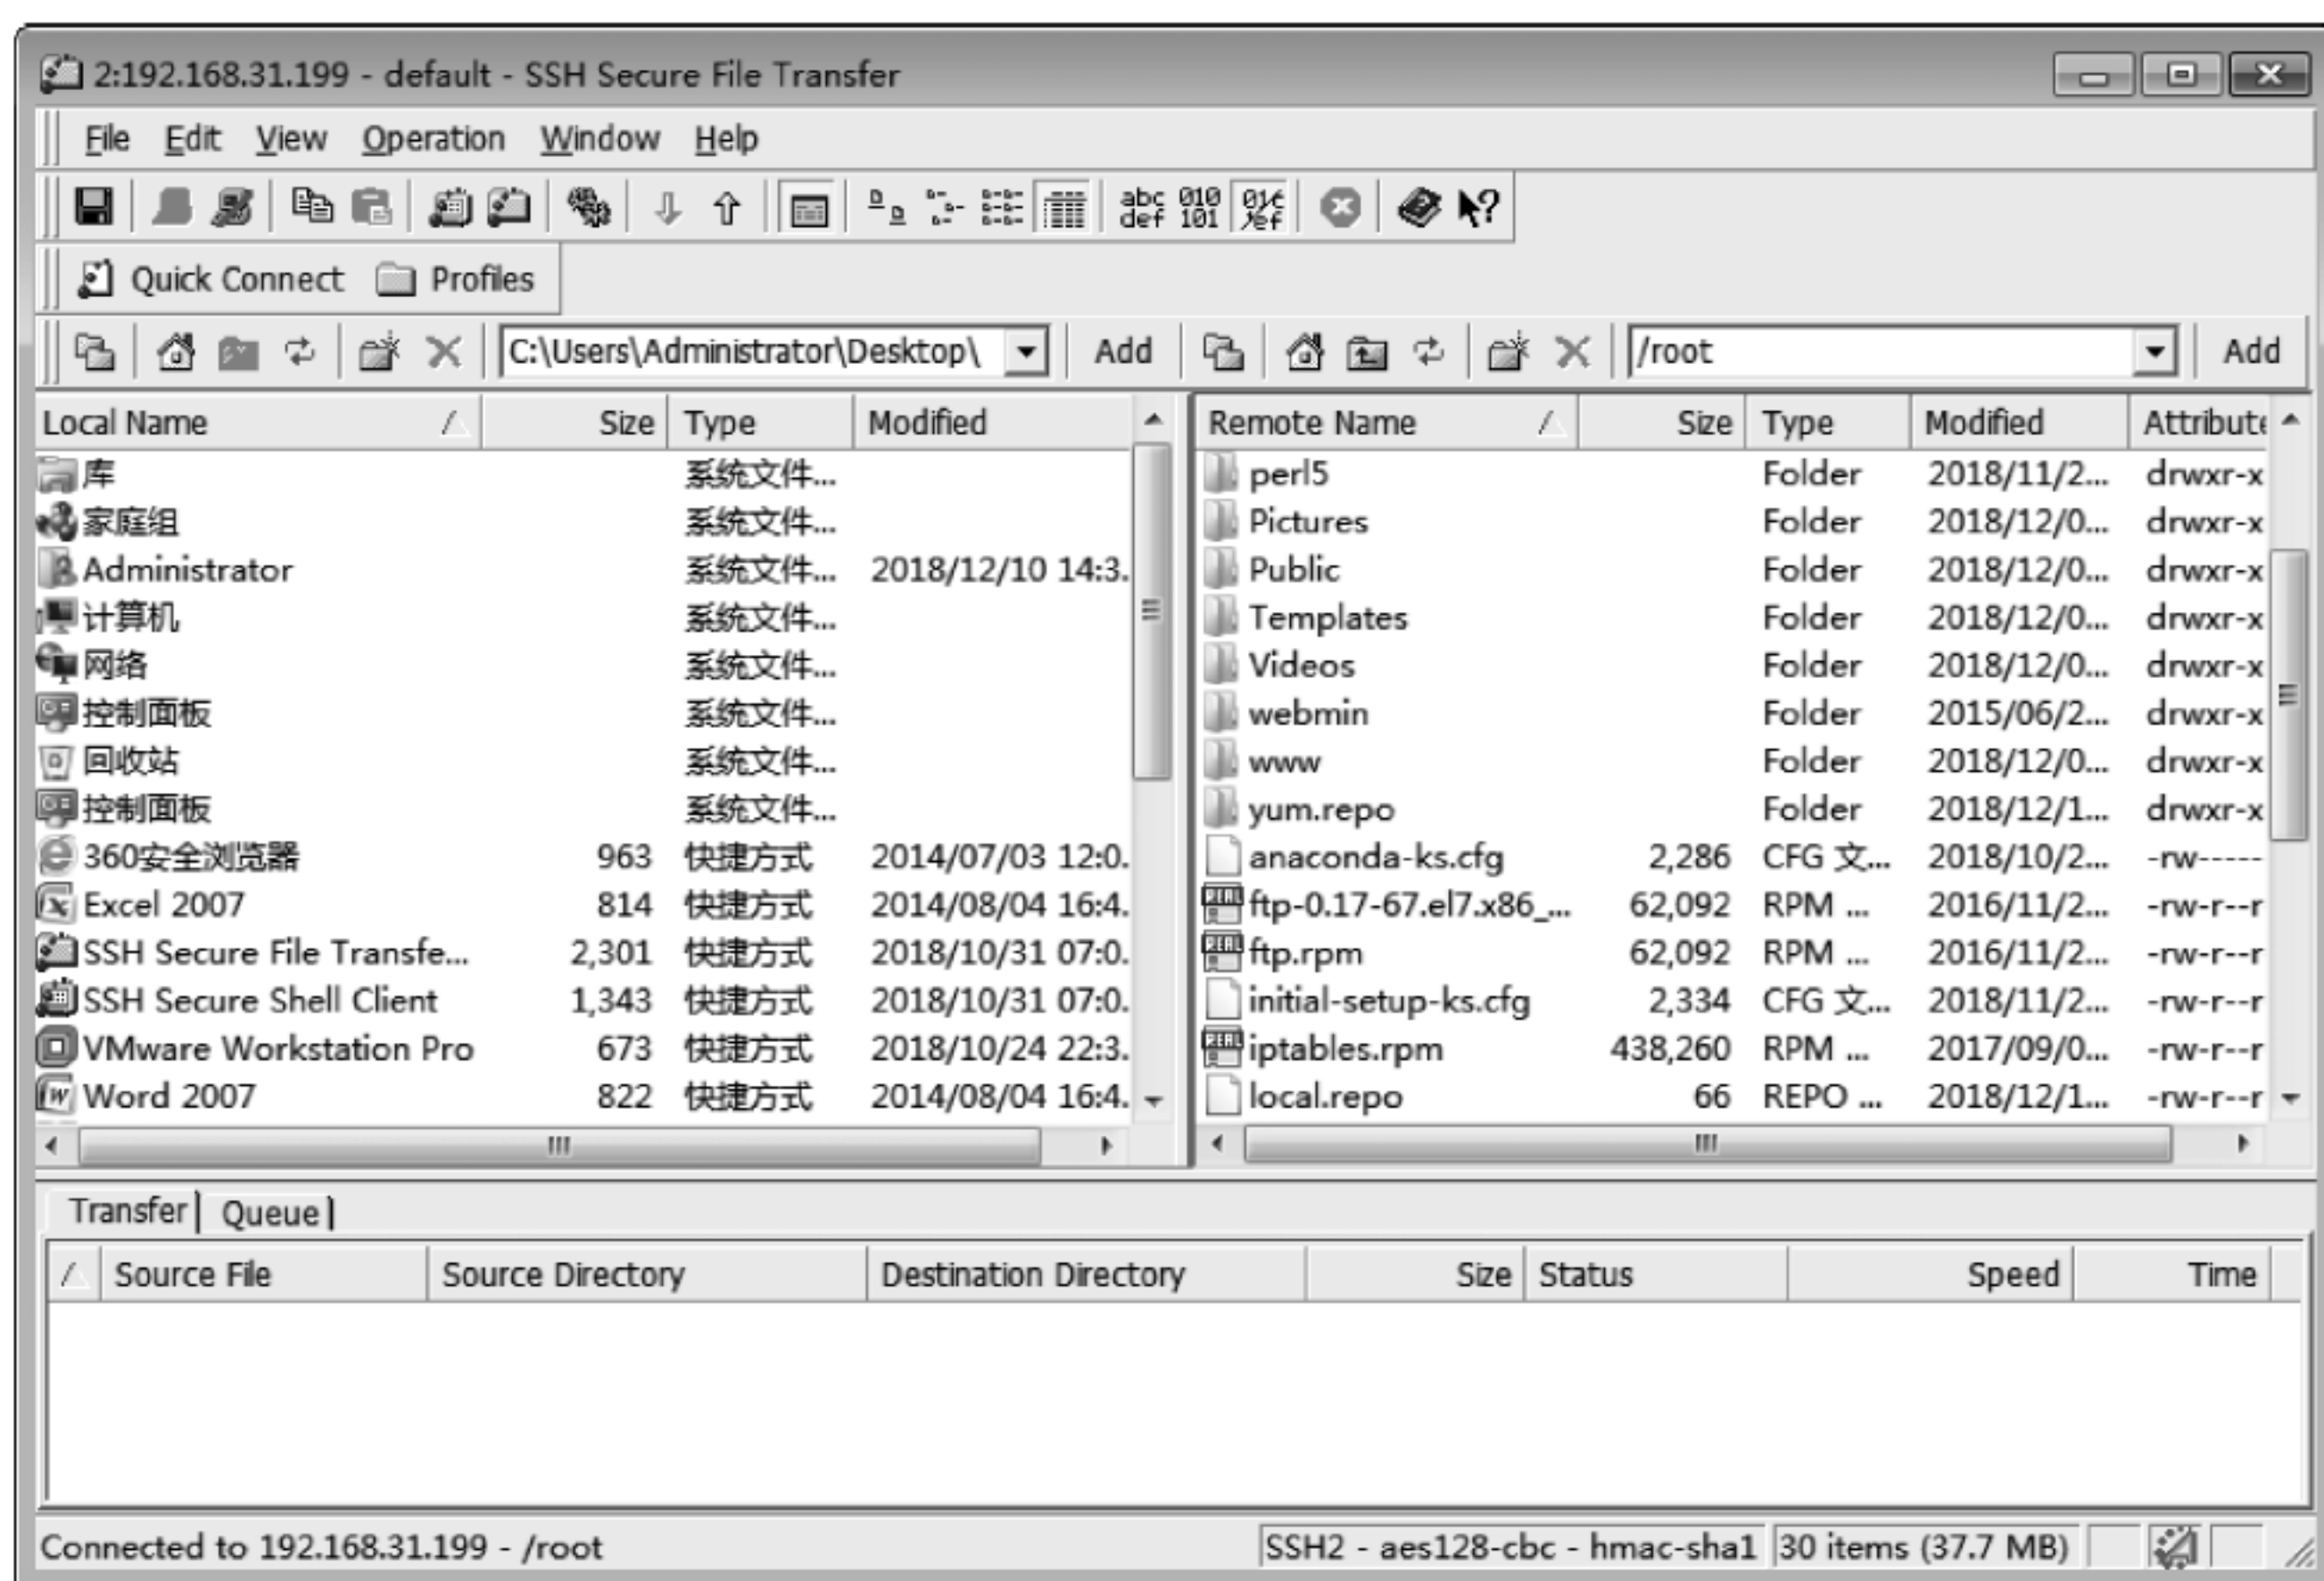 2:192.168.31.199 - default - SSH Secure File Transfer
File Edit View Operation Window Help
abc 010
def 101
Quick Connect Profiles
C:\Users\Administrator\Desktop\ Add /root Add
Local Name Size Type Modified Remote Name Size Type Modified Attribute
库 系统文件... perl5 Folder 2018/11/2... drwxr-x
家庭组 系统文件... Pictures Folder 2018/12/0... drwxr-x
Administrator 系统文件... 2018/12/10 14:3. Public Folder 2018/12/0... drwxr-x
计算机 系统文件... Templates Folder 2018/12/0... drwxr-x
网络 系统文件... Videos Folder 2018/12/0... drwxr-x
控制面板 系统文件... webmin Folder 2015/06/2... drwxr-x
回收站 系统文件... www Folder 2018/12/0... drwxr-x
控制面板 系统文件... yum.repo Folder 2018/12/1... drwxr-x
360安全浏览器 963 快捷方式 2014/07/03 12:0. anaconda-ks.cfg 2,286 CFG 文... 2018/10/2... -rw-----
Excel 2007 814 快捷方式 2014/08/04 16:4. ftp-0.17-67.el7.x86_... 62,092 RPM ... 2016/11/2... -rw-r--r
SSH Secure File Transfe... 2,301 快捷方式 2018/10/31 07:0. ftp.rpm 62,092 RPM ... 2016/11/2... -rw-r--r
SSH Secure Shell Client 1,343 快捷方式 2018/10/31 07:0. initial-setup-ks.cfg 2,334 CFG 文... 2018/11/2... -rw-r--r
VMware Workstation Pro 673 快捷方式 2018/10/24 22:3. iptables.rpm 438,260 RPM ... 2017/09/0... -rw-r--r
Word 2007 822 快捷方式 2014/08/04 16:4. local.repo 66 REPO ... 2018/12/1... -rw-r--r
Transfer Queue
Source File Source Directory Destination Directory Size Status Speed Time
Connected to 192.168.31.199 - /root SSH2 - aes128-cbc - hmac-sha1 30 items (37.7 MB)